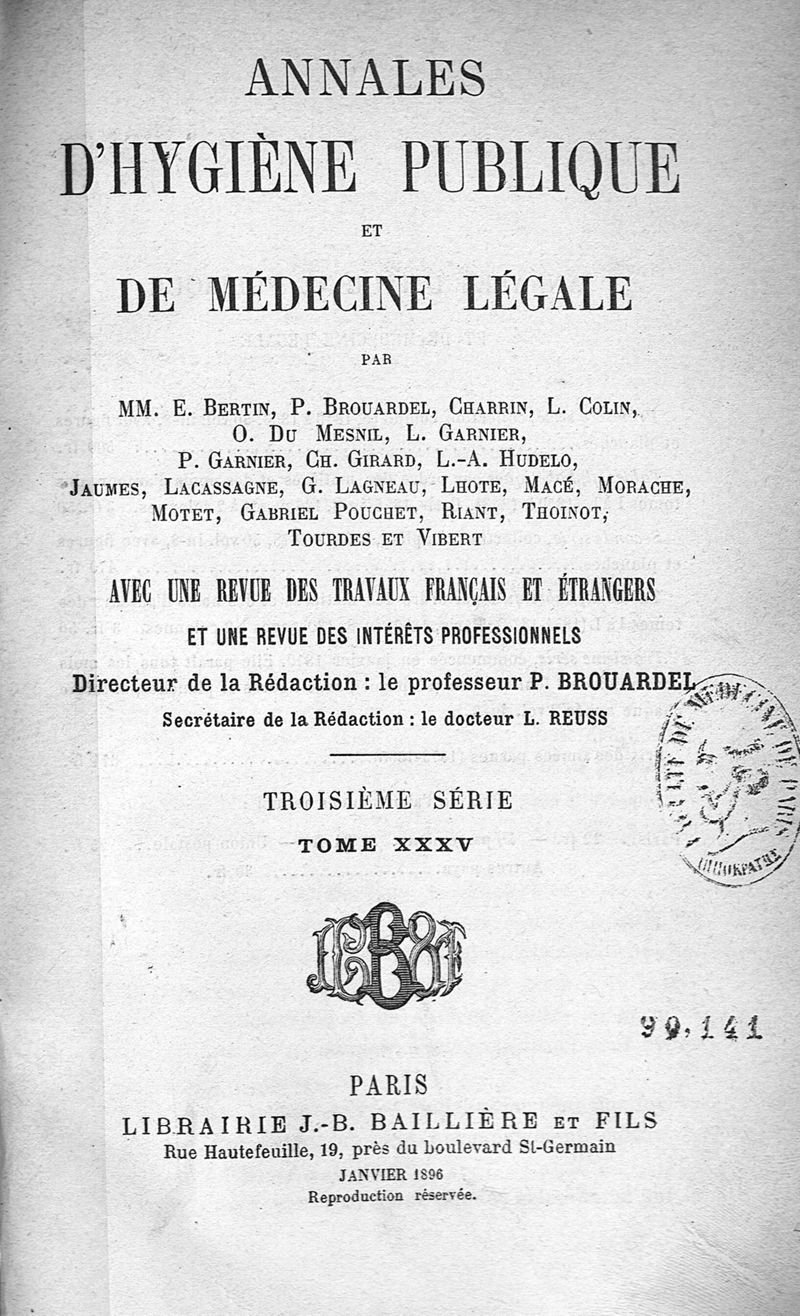 ANNALES
D'HYGIÈNE PUBLIQUE
ET
DE MÉDECINE LÉGALE
PAR
MM. E. BERTIN, P. BROUARDEL, CHARRIN, L. COLIN,
O. DU MESNIL, L. GARNIER,
P. GARNIER, CH. GIRARD, L.-A. HUDELO,
JAUMES, LACASSAGNE, G. LAGNEAU, LHOTE, MACÉ, MORACHE,
MOTET, GABRIEL POUCHET, RIANT, THOINOT,
TOURDES ET VIBERT
AVEC UNE REVUE DES TRAVAUX FRANÇAIS ET ÉTRANGERS
ET UNE REVUE DES INTÉRÊTS PROFESSIONNELS
Directeur de la Rédaction : le professeur P. BROUARDEL
Secrétaire de la Rédaction : le docteur L. REUSS
DE MÉDECINE DE PARIS
TROISIÈME SÉRIE
TOME XXXV
90,141
PARIS
LIBRAIRIE J.-B. BAILLIÈRE ET FILS
Rue Hautefeuille, 19, près du boulevard St-Germain
JANVIER 1896
Reproduction réservée.